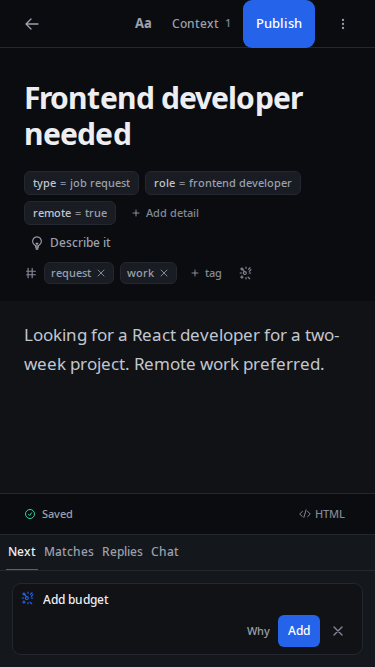 Aa Context 1 Publish
Frontend developer
needed
type = job request role = frontend developer
remote = true + Add detail
Describe it
# request × work × + tag
Looking for a React developer for a two-
week project. Remote work preferred.
Saved </> HTML
Next Matches Replies Chat
Add budget
Why Add ×